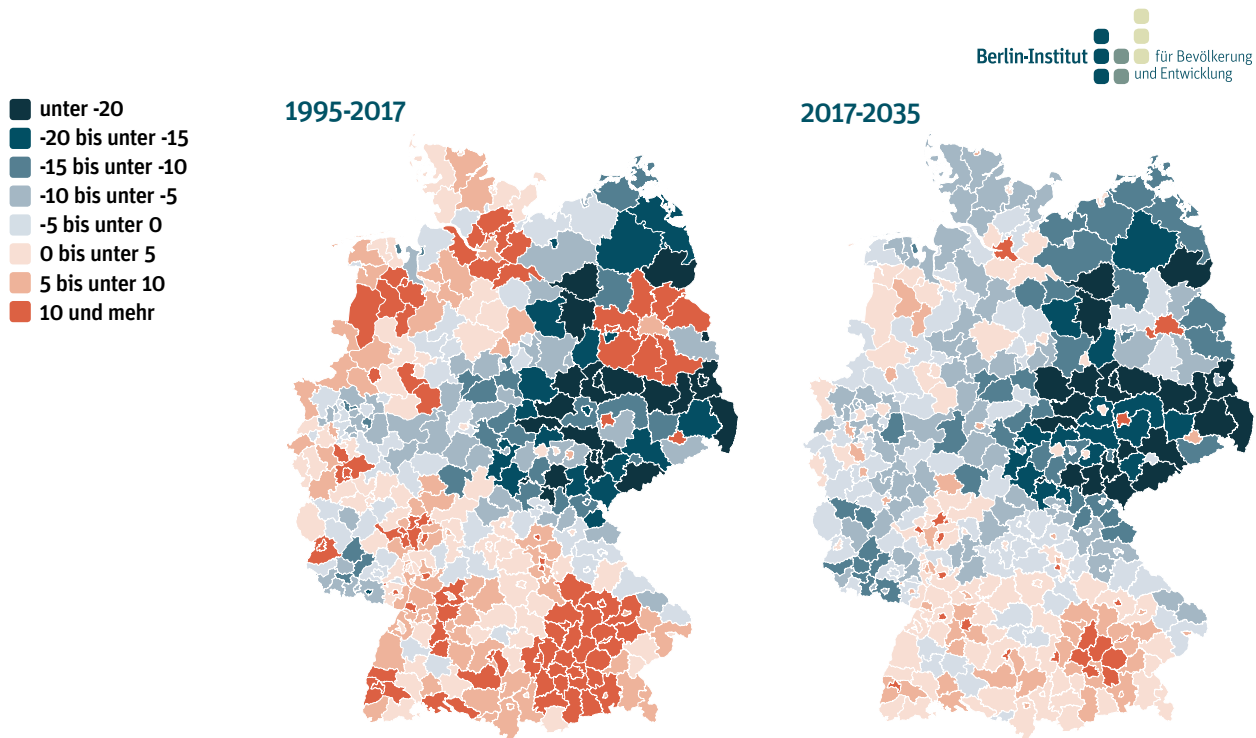 Berlin-Institut
für Bevölkerung
und Entwicklung
unter -20
-20 bis unter -15
-15 bis unter -10
-10 bis unter -5
-5 bis unter 0
0 bis unter 5
5 bis unter 10
10 und mehr
1995-2017
2017-2035